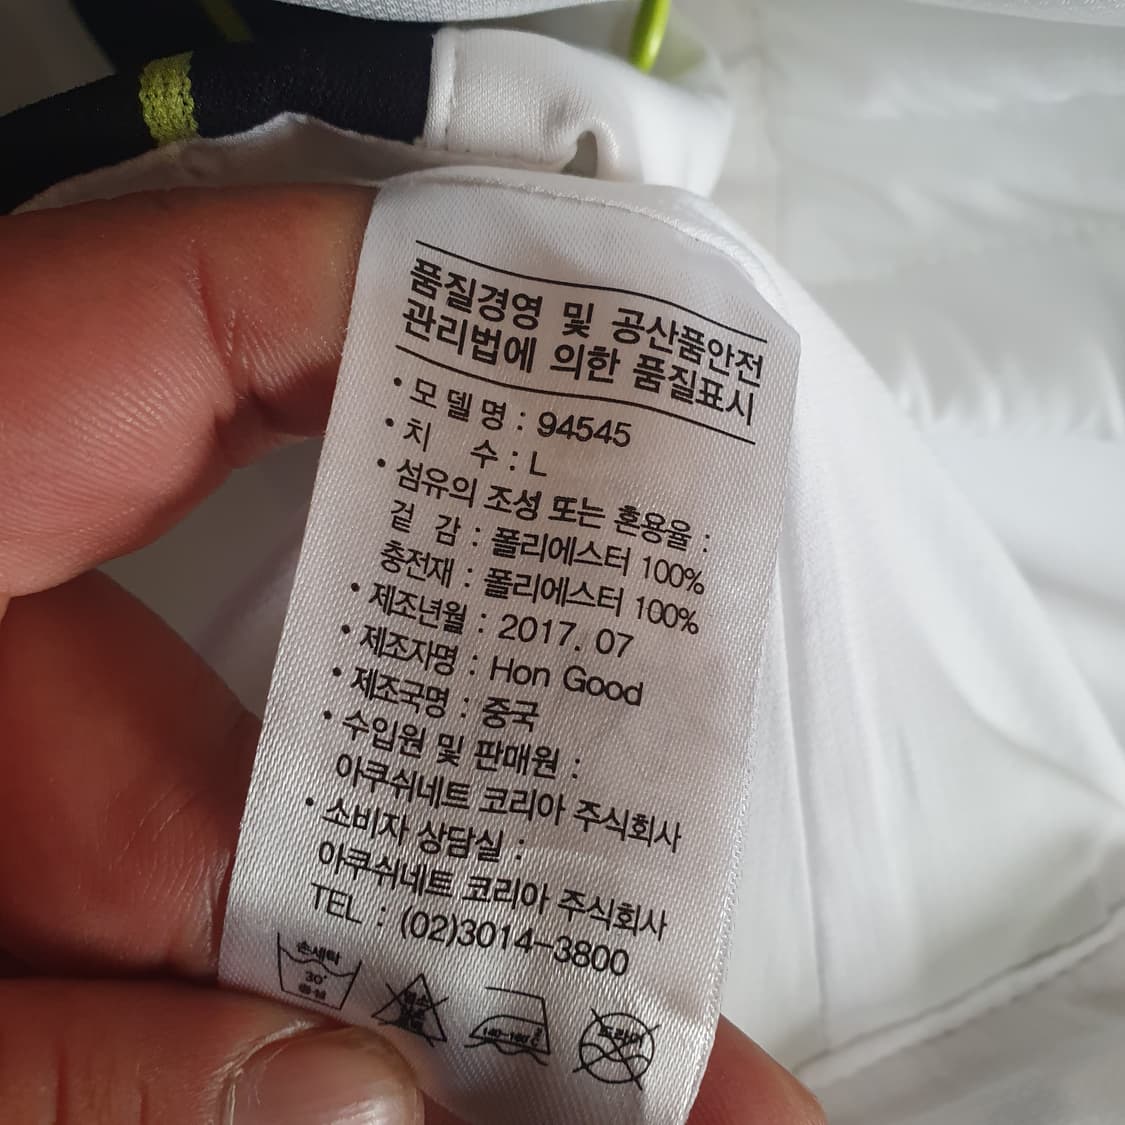 품질경영 및 공산품안전
관리법에 의한 품질표시
• 모델명 : 94545
• 치 수 : L
• 섬유의 조성 또는 혼용율 :
겉 감 : 폴리에스터 100%
충전재 : 폴리에스터 100%
• 제조년월 : 2017. 07
• 제조자명 : Hon Good
• 제조국명 : 중국
• 수입원 및 판매원 :
아쿠쉬네트 코리아 주식회사
• 소비자 상담실 :
아쿠쉬네트 코리아 주식회사
TEL : (02)3014-3800
손세탁
30°
중성
드라이